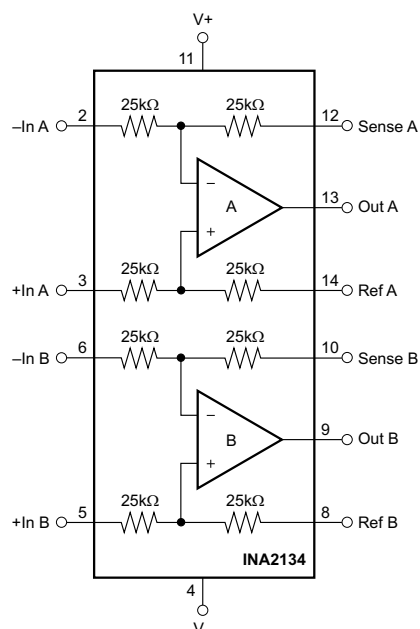 V+
11
25kΩ 25kΩ
–In A 2 12 Sense A
A
– +
13 Out A
25kΩ 25kΩ
+In A 3 14 Ref A
25kΩ 25kΩ
–In B 6 10 Sense B
B
– +
9 Out B
25kΩ 25kΩ
+In B 5 8 Ref B
INA2134
4